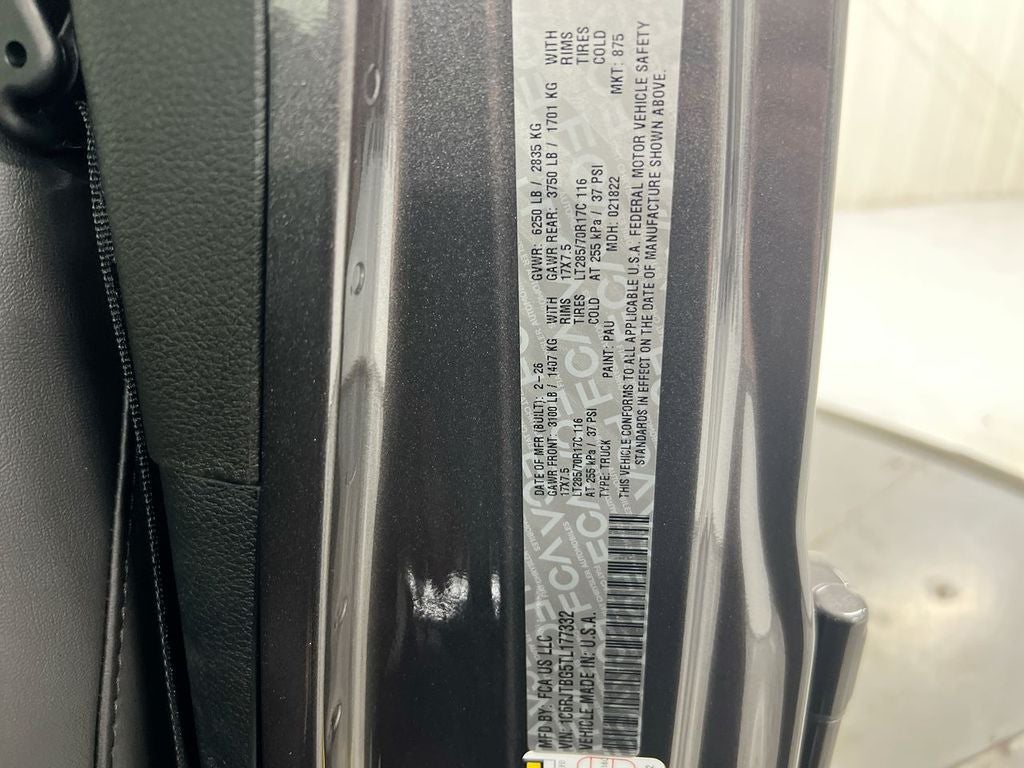 MFD BY: FCA US LLC
DATE OF MFR (BUILT): 2-26
GVWR: 6250 LB / 2835 KG
GAWR FRONT: 3100 LB / 1407 KG WITH
17X7.5 RIMS
LT285/70R17C 116 TIRES
AT 255 kPa / 37 PSI COLD
GAWR REAR: 3750 LB / 1701 KG WITH
17X7.5 RIMS
LT285/70R17C 116 TIRES
AT 255 kPa / 37 PSI COLD
VIN: 1C6RJTBG5TL177332
TYPE: TRUCK PAINT: PAU MDH: 021822 MKT: 875
VEHICLE MADE IN: U.S.A.
THIS VEHICLE CONFORMS TO ALL APPLICABLE U.S.A. FEDERAL MOTOR VEHICLE SAFETY
STANDARDS IN EFFECT ON THE DATE OF MANUFACTURE SHOWN ABOVE.